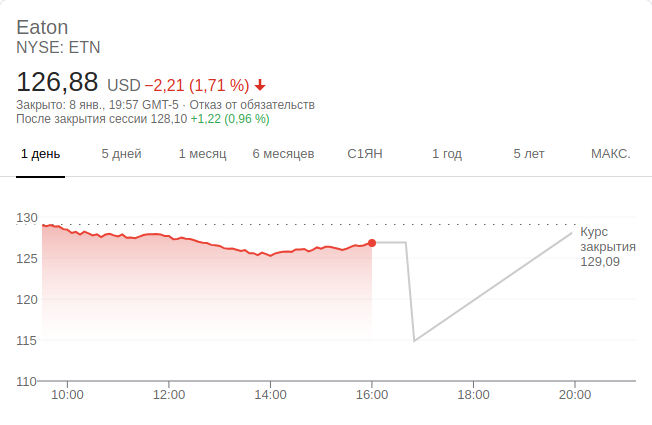 Eaton
NYSE: ETN
126,88 USD −2,21 (1,71 %)
Закрыто: 8 янв., 19:57 GMT-5 · Отказ от обязательств
После закрытия сессии 128,10 +1,22 (0,96 %)
1 день 5 дней 1 месяц 6 месяцев С1ЯН 1 год 5 лет МАКС.
130
125
120
115
110
Курс
закрытия
129,09
10:00 12:00 14:00 16:00 18:00 20:00